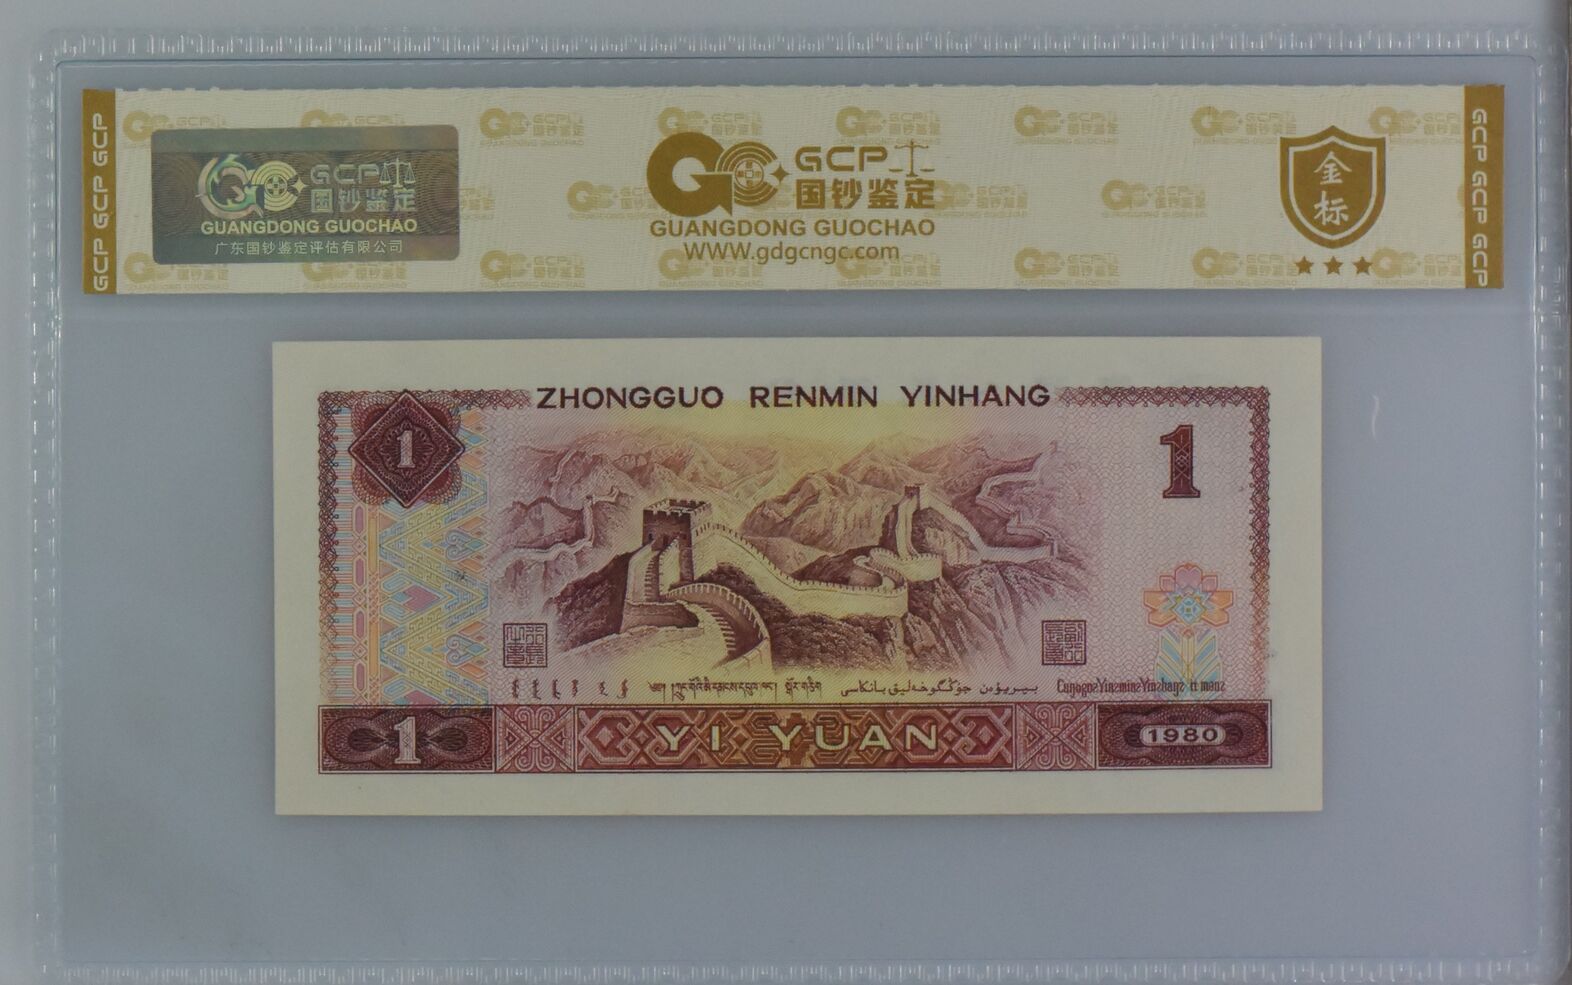 GCP GCP GCP
GCP
国钞鉴定
GUANGDONG GUOCHAO
广东国钞鉴定评估有限公司
GCP
国钞鉴定
GUANGDONG GUOCHAO
WWW.gdgcngc.com
金标
GCP GCP GCP
ZHONGGUO RENMIN YINHANG
1
1
YI YUAN
1
1980